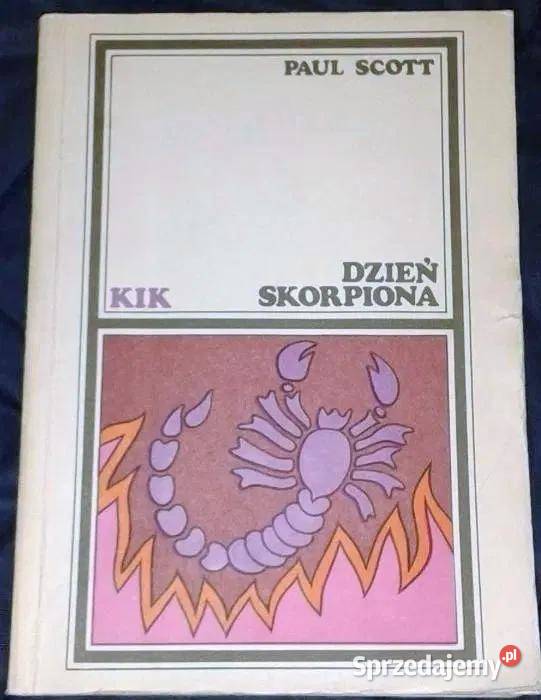 PAUL SCOTT
DZIEŃ
SKORPIONA
KIK
Sprzedajemy.pl